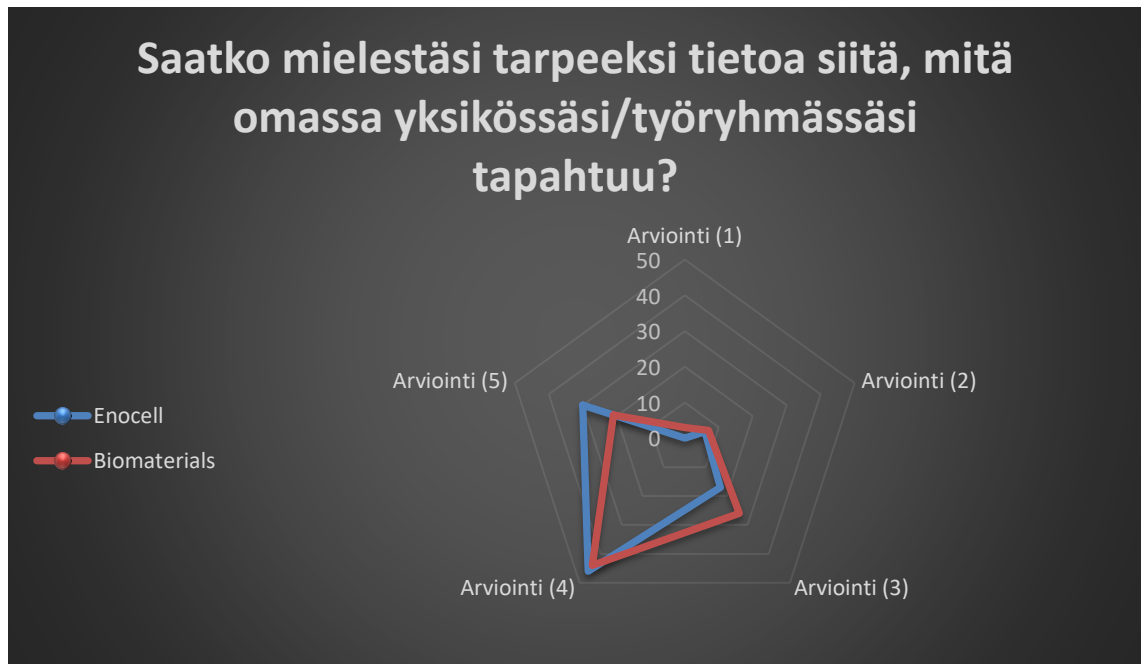 Saatko mielestäsi tarpeeksi tietoa siitä, mitä
omassa yksikössäsi/työryhmässäsi
tapahtuu?
Arviointi (1)
50
40
30
20
10
0
Arviointi (5)
Arviointi (2)
Arviointi (4)
Arviointi (3)
Enocell
Biomaterials